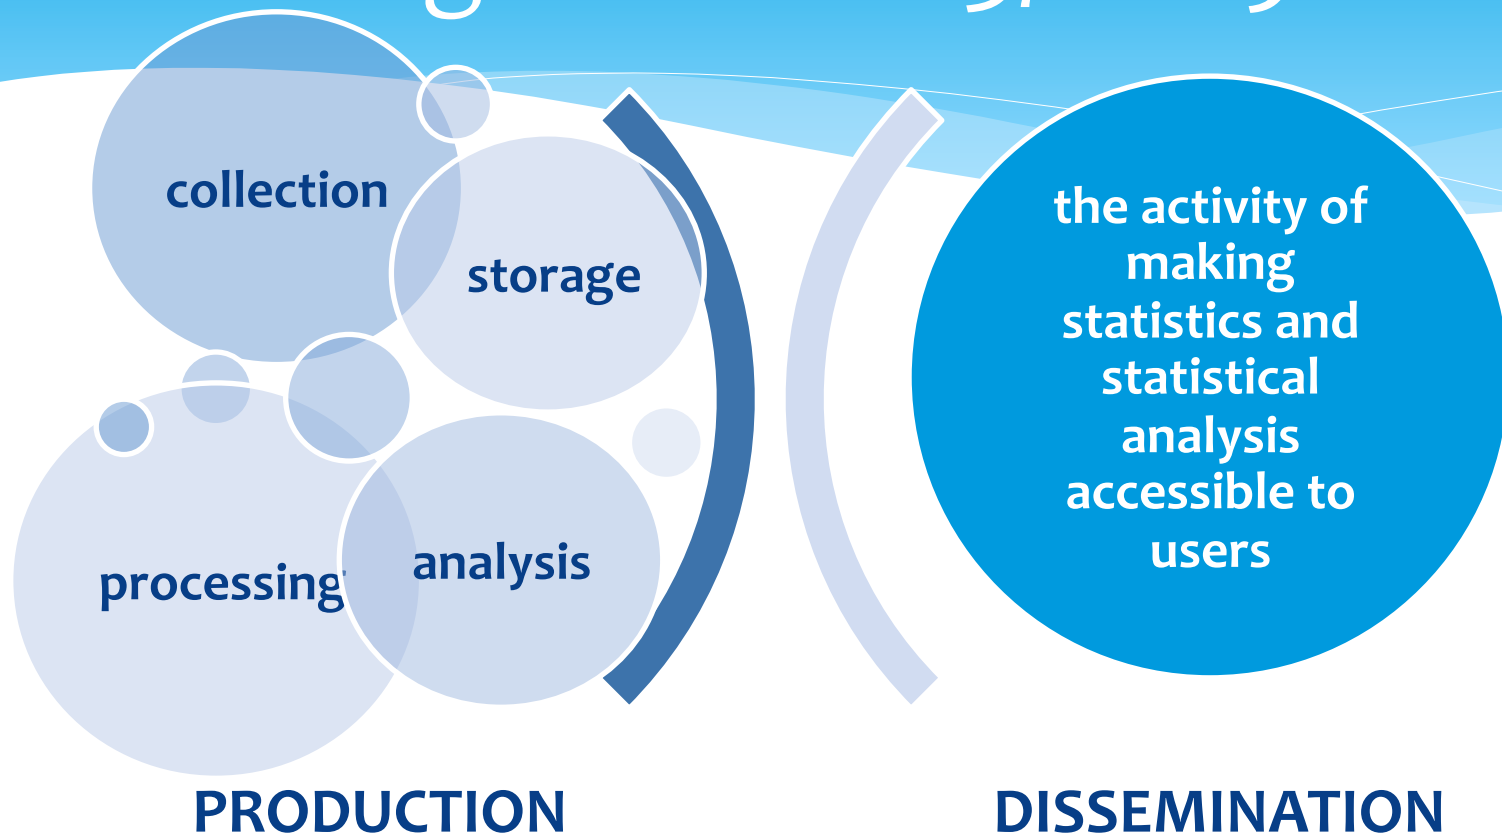 collection
storage
processing
analysis
PRODUCTION
the activity of
making
statistics and
statistical
analysis
accessible to
users
DISSEMINATION